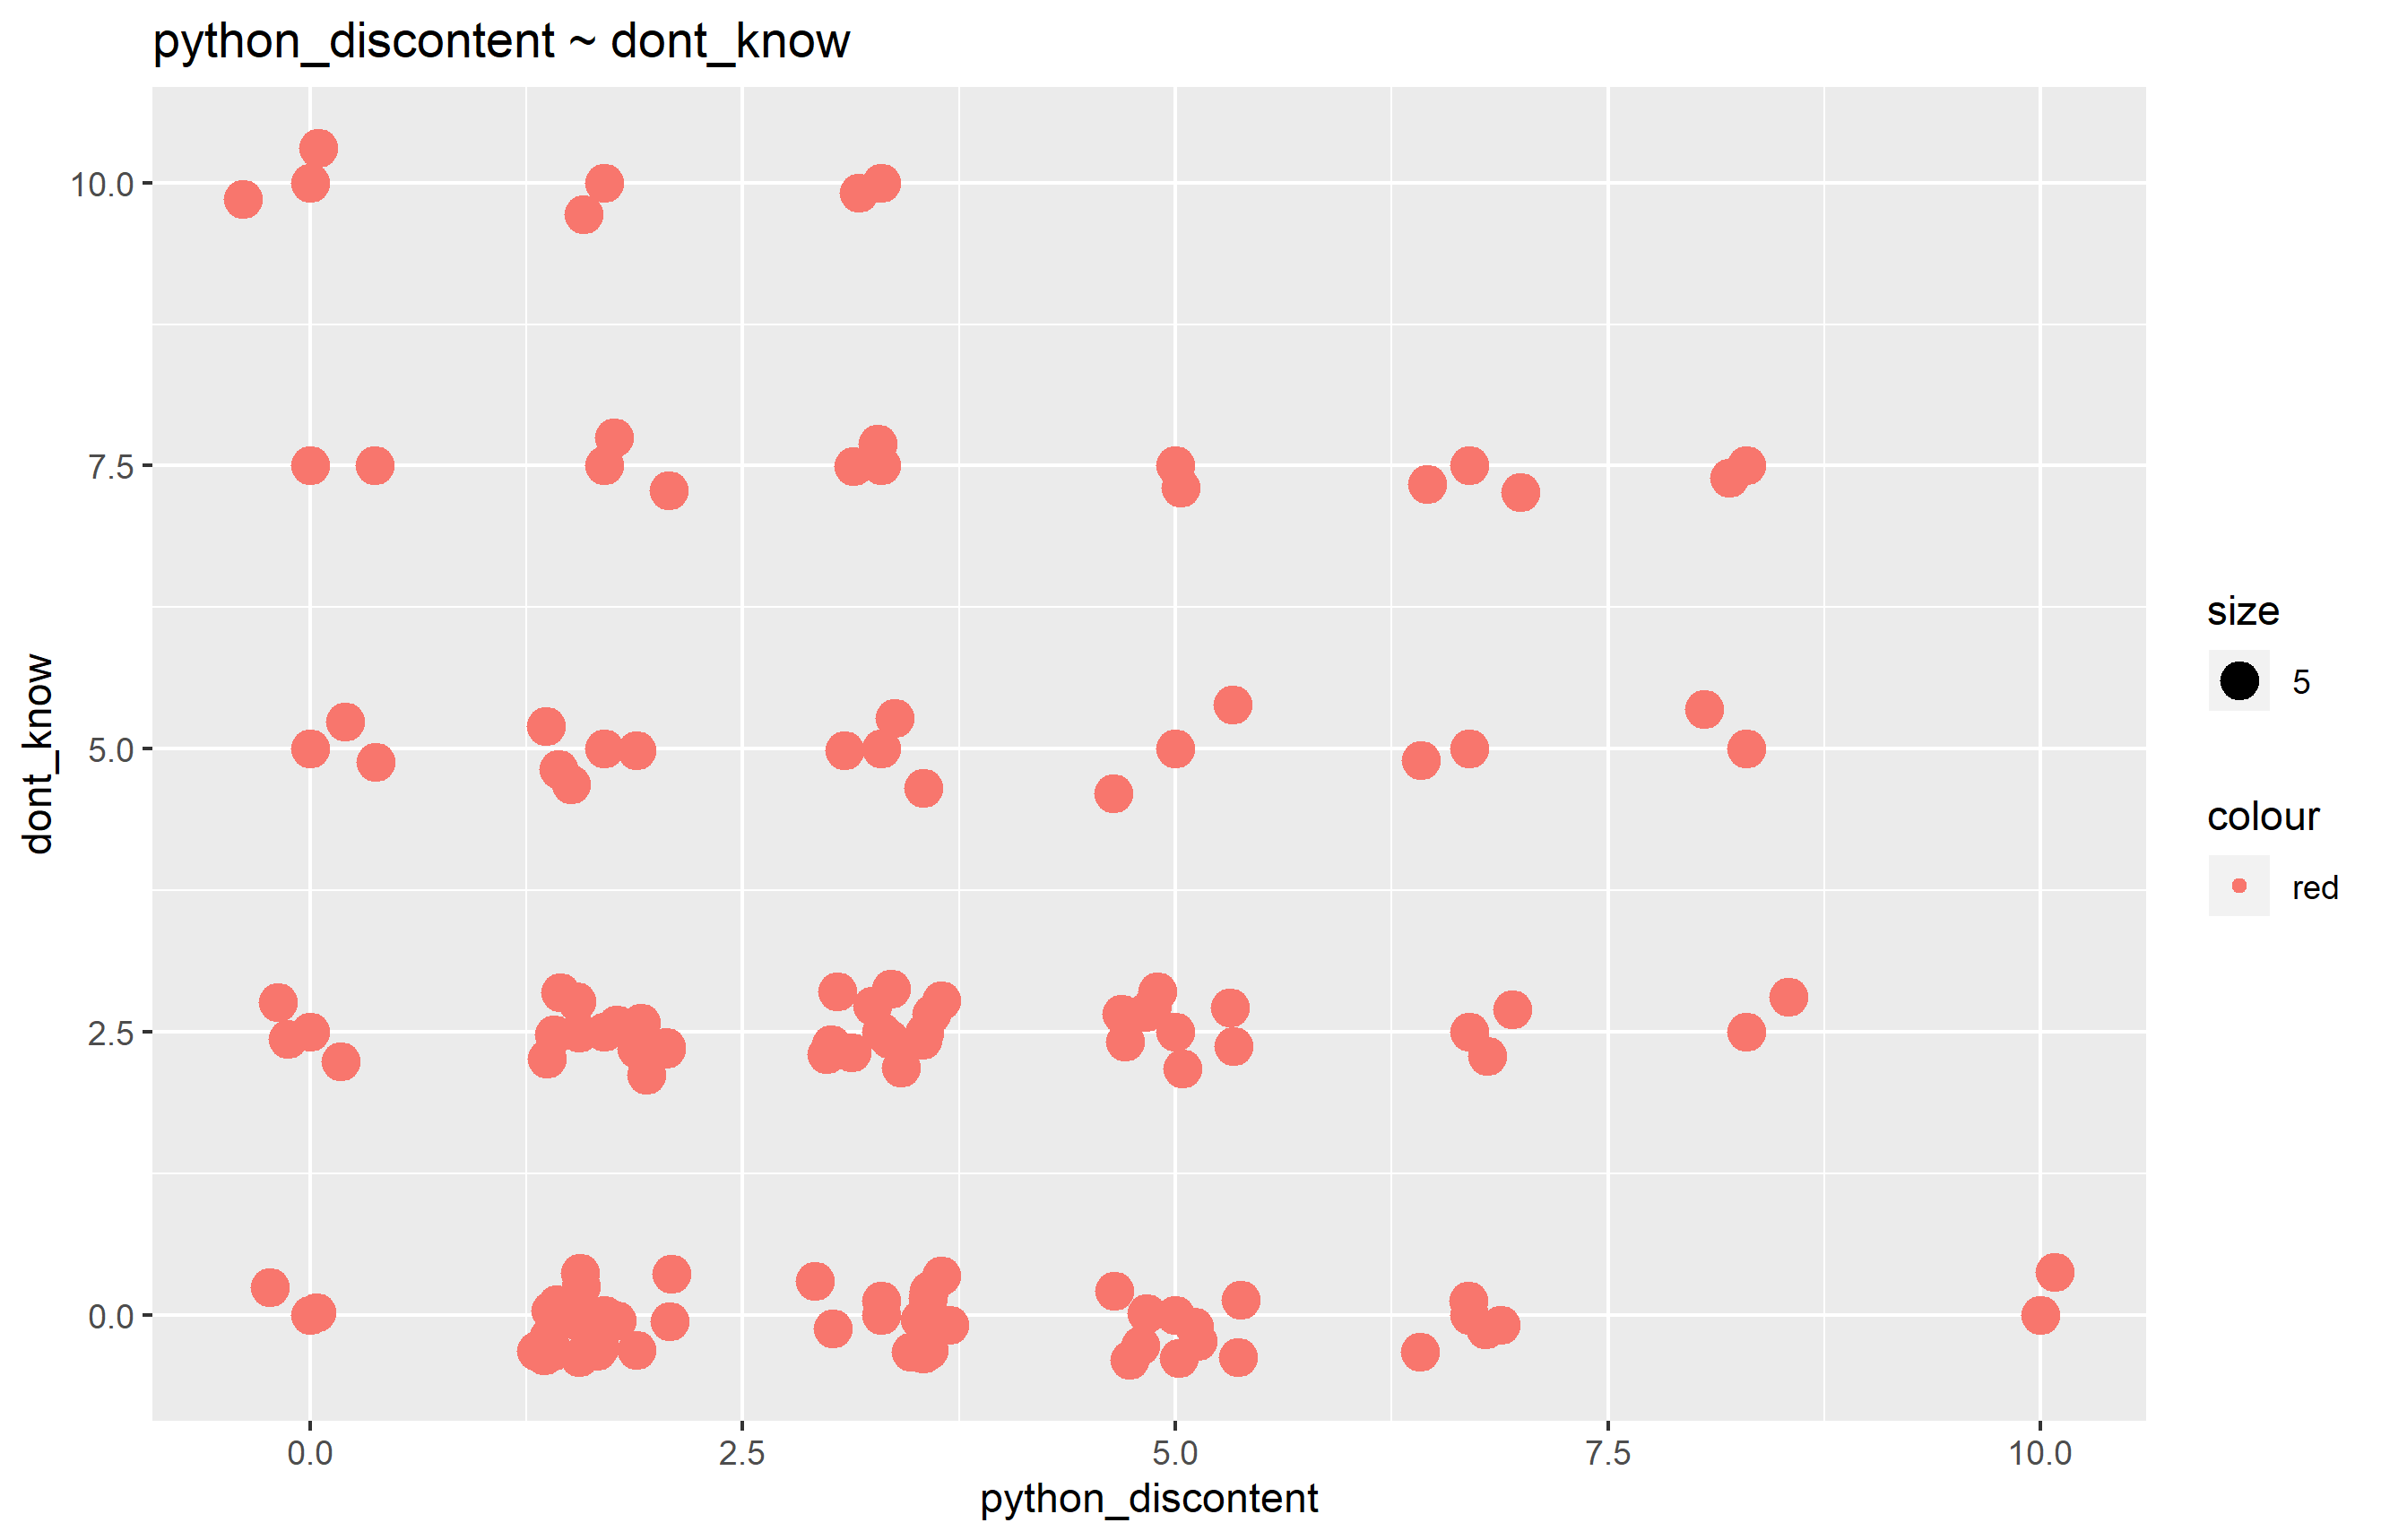 python_discontent ~ dont_know
10.0
7.5
5.0
2.5
0.0
dont_know
0.0 2.5 5.0 7.5 10.0
python_discontent
size
5
colour
red